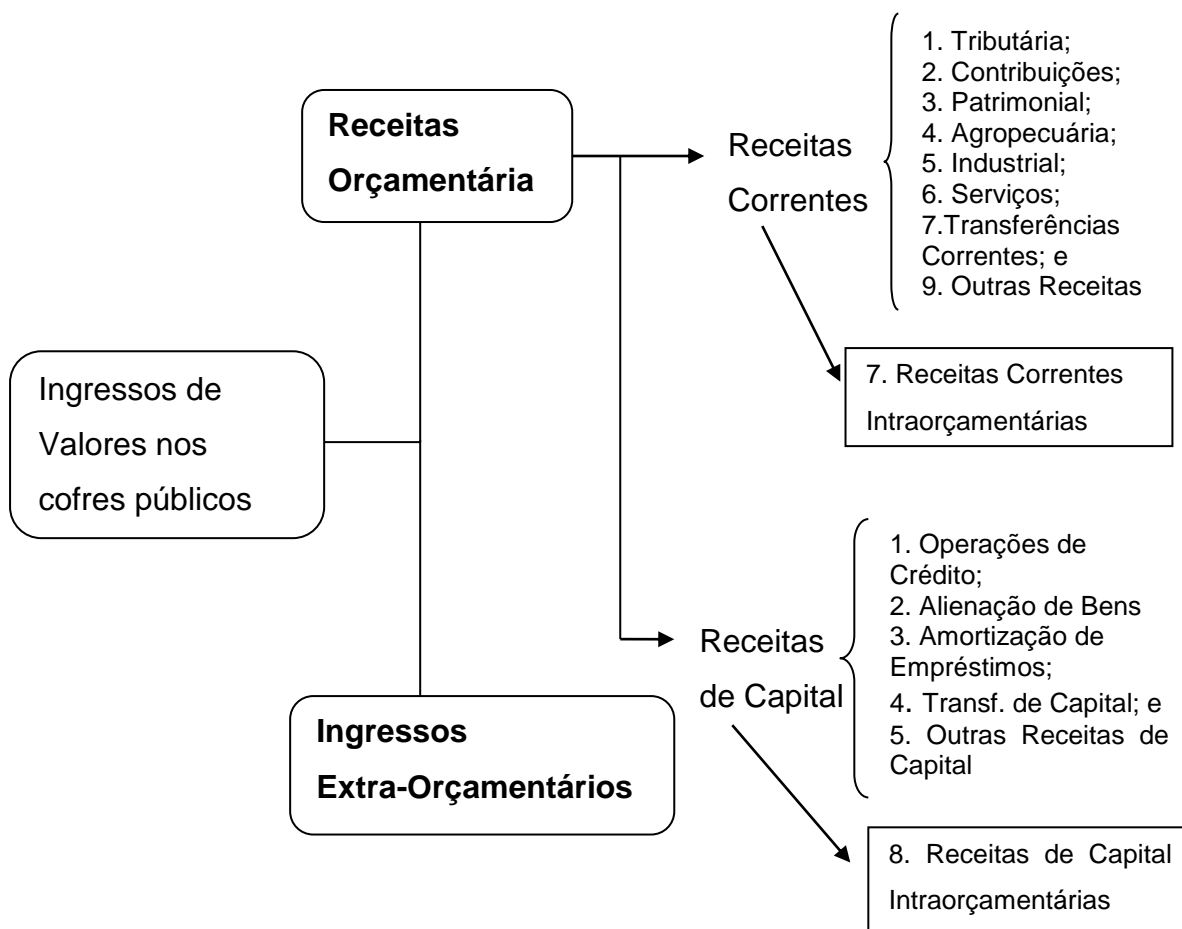 Ingressos de
Valores nos
cofres públicos
Receitas
Orçamentária
Receitas
Correntes
1. Tributária;
2. Contribuições;
3. Patrimonial;
4. Agropecuária;
5. Industrial;
6. Serviços;
7.Transferências
Correntes; e
9. Outras Receitas
7. Receitas Correntes
Intraorçamentárias
Receitas
de Capital
1. Operações de
Crédito;
2. Alienação de Bens
3. Amortização de
Empréstimos;
4. Transf. de Capital; e
5. Outras Receitas de
Capital
8. Receitas de Capital
Intraorçamentárias
Ingressos
Extra-Orçamentários